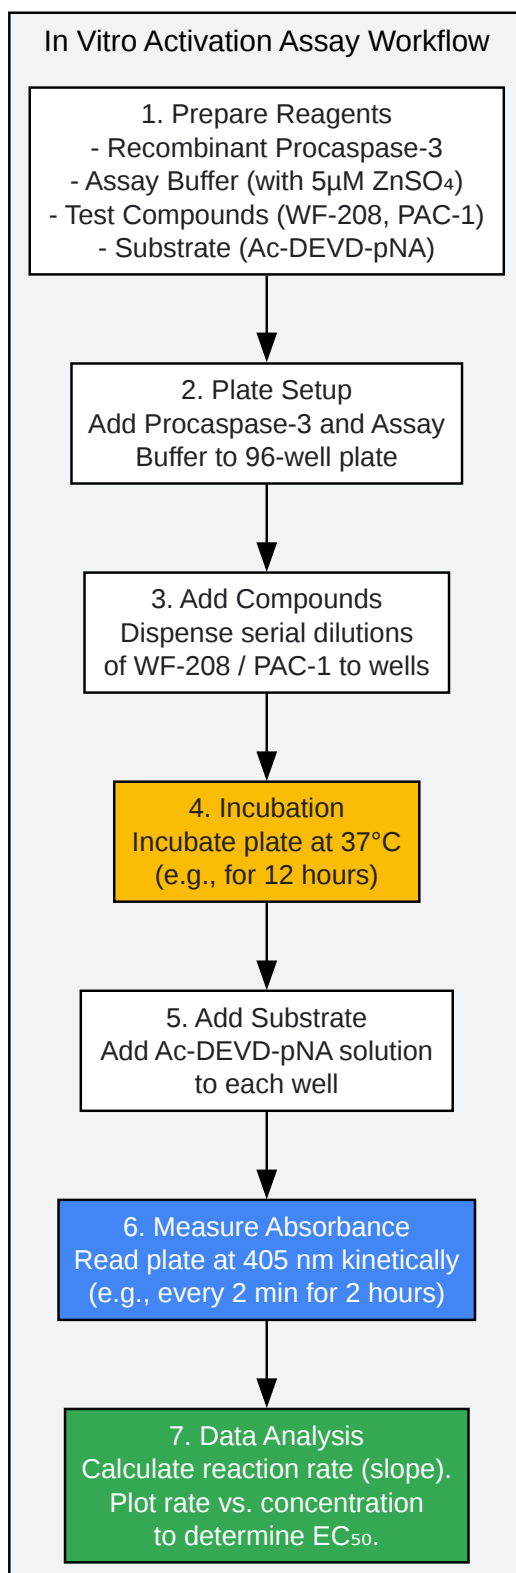 In Vitro Activation Assay Workflow
1. Prepare Reagents
- Recombinant Procaspase-3
- Assay Buffer (with 5µM ZnSO₄)
- Test Compounds (WF-208, PAC-1)
- Substrate (Ac-DEVD-pNA)
2. Plate Setup
Add Procaspase-3 and Assay
Buffer to 96-well plate
3. Add Compounds
Dispense serial dilutions
of WF-208 / PAC-1 to wells
4. Incubation
Incubate plate at 37°C
(e.g., for 12 hours)
5. Add Substrate
Add Ac-DEVD-pNA solution
to each well
6. Measure Absorbance
Read plate at 405 nm kinetically
(e.g., every 2 min for 2 hours)
7. Data Analysis
Calculate reaction rate (slope).
Plot rate vs. concentration
to determine EC₅₀.